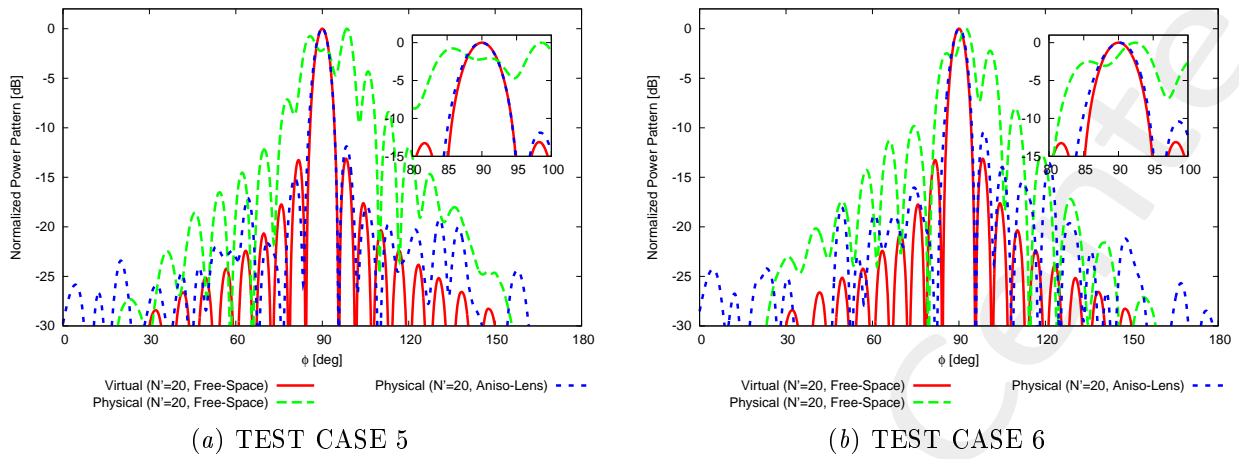 Normalized Power Pattern [dB]
0
-5
-10
-15
-20
-25
-30
0 30 60 90 120 150 180
φ [deg]
0
-5
-10
-15
80 85 90 95 100
Virtual (N'=20, Free-Space)
Physical (N'=20, Free-Space)
Physical (N'=20, Aniso-Lens)
(a) TEST CASE 5
Normalized Power Pattern [dB]
0
-5
-10
-15
-20
-25
-30
0 30 60 90 120 150 180
φ [deg]
0
-5
-10
-15
80 85 90 95 100
Virtual (N'=20, Free-Space)
Physical (N'=20, Free-Space)
Physical (N'=20, Aniso-Lens)
(b) TEST CASE 6
Cente